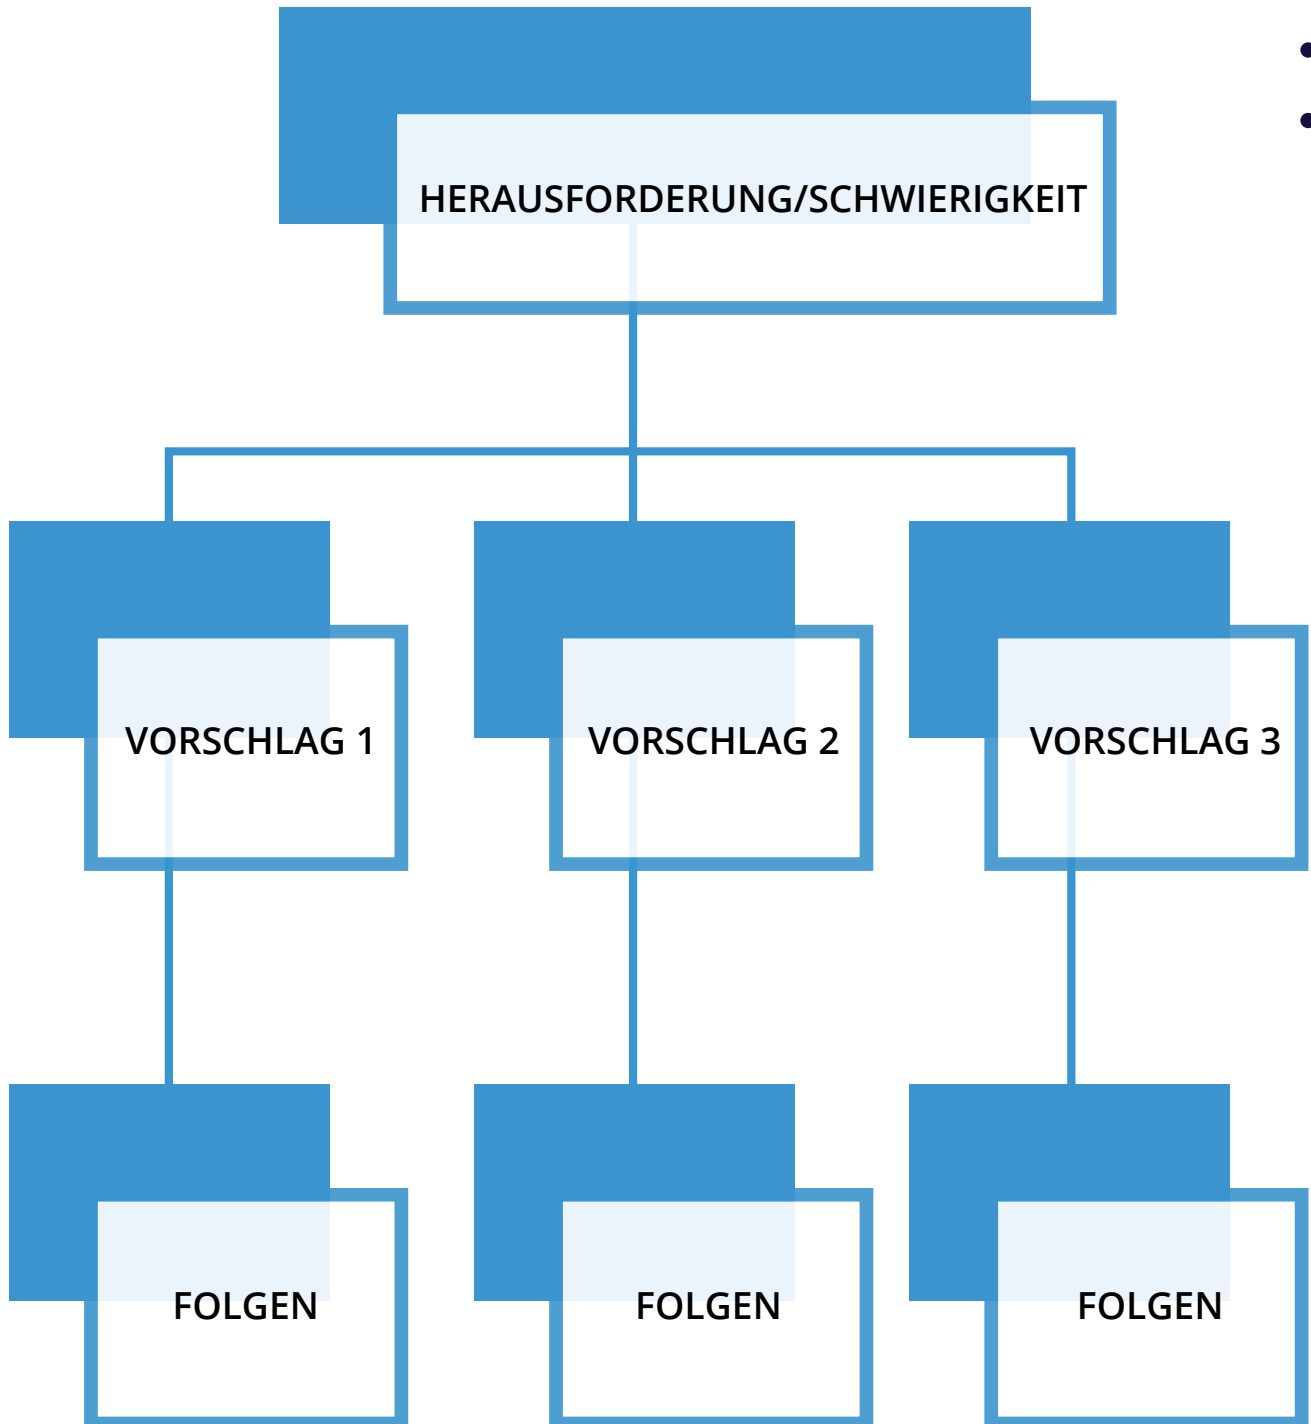 HERAUSFORDERUNG/SCHWIERIGKEIT
VORSCHLAG 1
VORSCHLAG 2
VORSCHLAG 3
FOLGEN
FOLGEN
FOLGEN